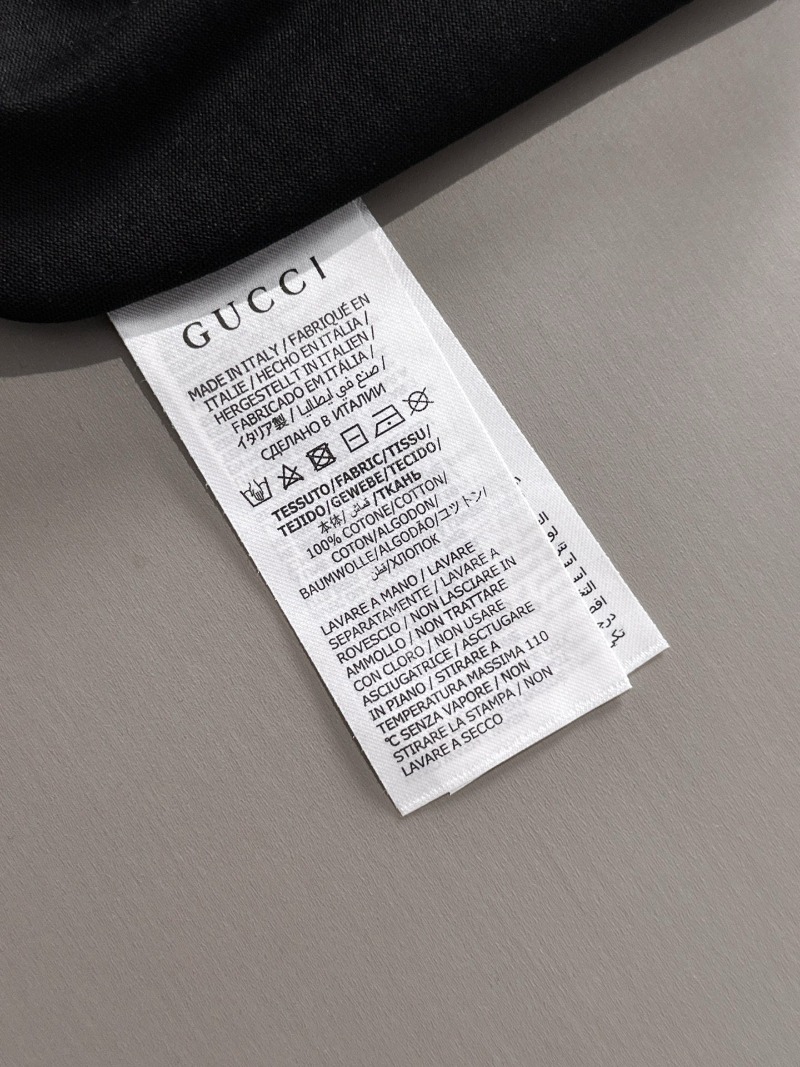 GUCCI
MADE IN ITALY / FABRIQUÉ EN
ITALIE / HECHO EN ITALIA /
HERGESTELLT IN ITALIEN /
FABRICADO EM ITÁLIA /
イタリア製 / صنع في ايطاليا /
СДЕЛАНО В ИТАЛИИ
TESSUTO/FABRIC/TISSU/
TEJIDO/GEWEBE/TECIDO/
本体/ قماش /ТКАНЬ
100% COTONE/COTTON/
COTON/ALGODON/
BAUMWOLLE/ALGODÃO/コットン/
قطن/ХЛОПОК
LAVARE A MANO / LAVARE
SEPARATAMENTE / LAVARE A
ROVESCIO / NON LASCIARE IN
AMMOLLO / NON TRATTARE
CON CLORO / NON USARE
ASCIUGATRICE / ASCTUGARE
IN PIANO / STIRARE A
TEMPERATURA MASSIMA 110
℃ SENZA VAPORE / NON
STIRARE LA STAMPA / NON
LAVARE A SECCO